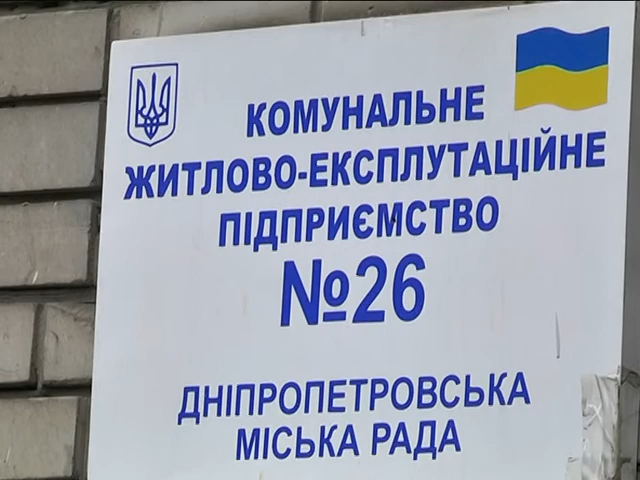 КОМУНАЛЬНЕ
ЖИТЛОВО-ЕКСПЛУТАЦІЙНЕ
ПІДПРИЄМСТВО
№26
ДНІПРОПЕТРОВСЬКА
МІСЬКА РАДА